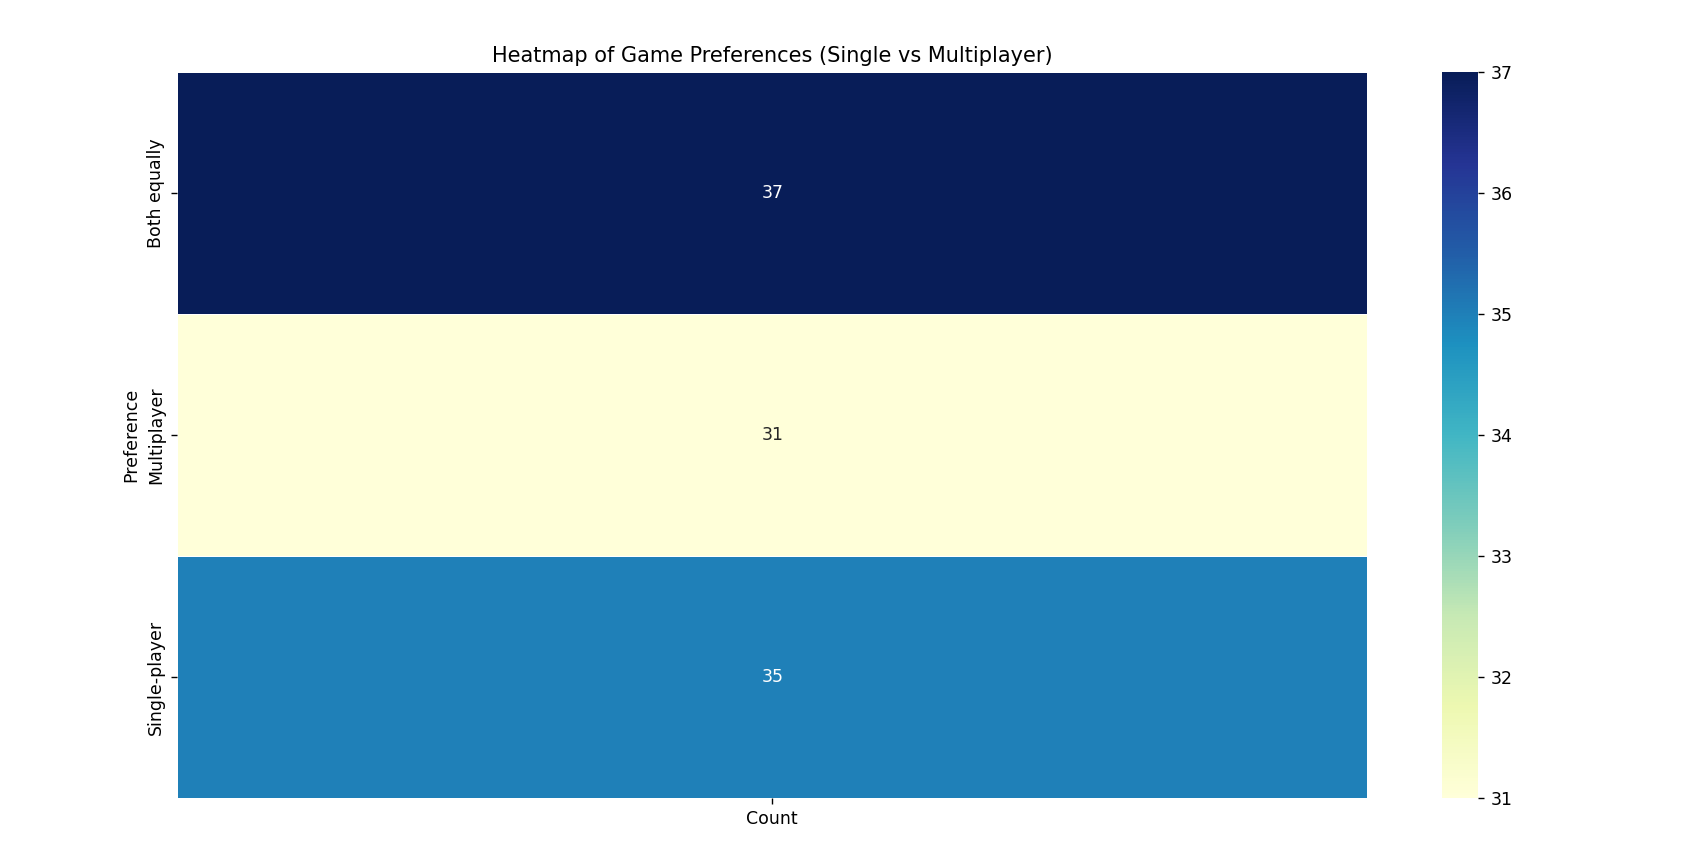 Heatmap of Game Preferences (Single vs Multiplayer)
Preference
Both equally
Multiplayer
Single-player
37
31
35
Count
37
36
35
34
33
32
31